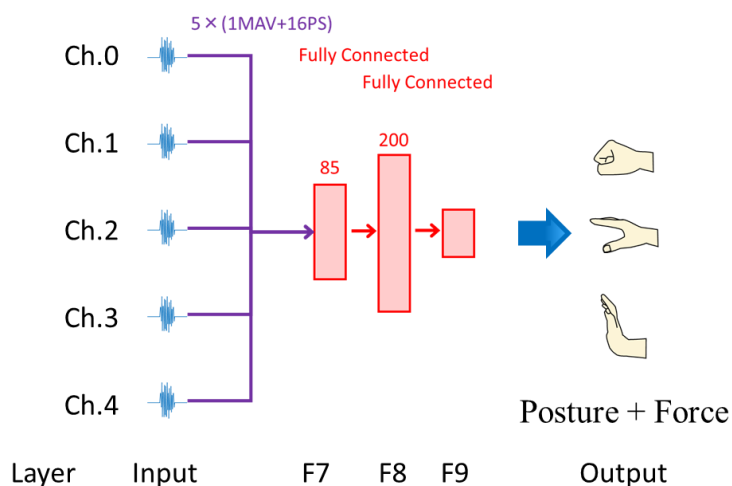 5×(1MAV+16PS)
Ch.0
Fully Connected
Fully Connected
Ch.1
85
200
Ch.2
Ch.3
Ch.4
Posture + Force
Layer Input F7 F8 F9 Output